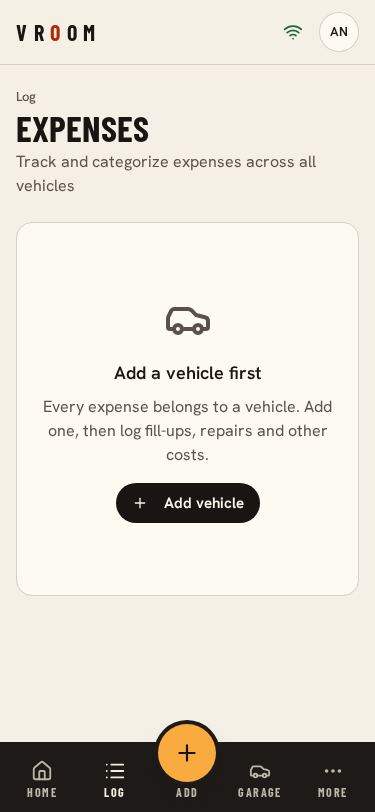 VROOM
AN
Log
EXPENSES
Track and categorize expenses across all
vehicles
Add a vehicle first
Every expense belongs to a vehicle. Add
one, then log fill-ups, repairs and other
costs.
Add vehicle
HOME
LOG
ADD
GARAGE
MORE